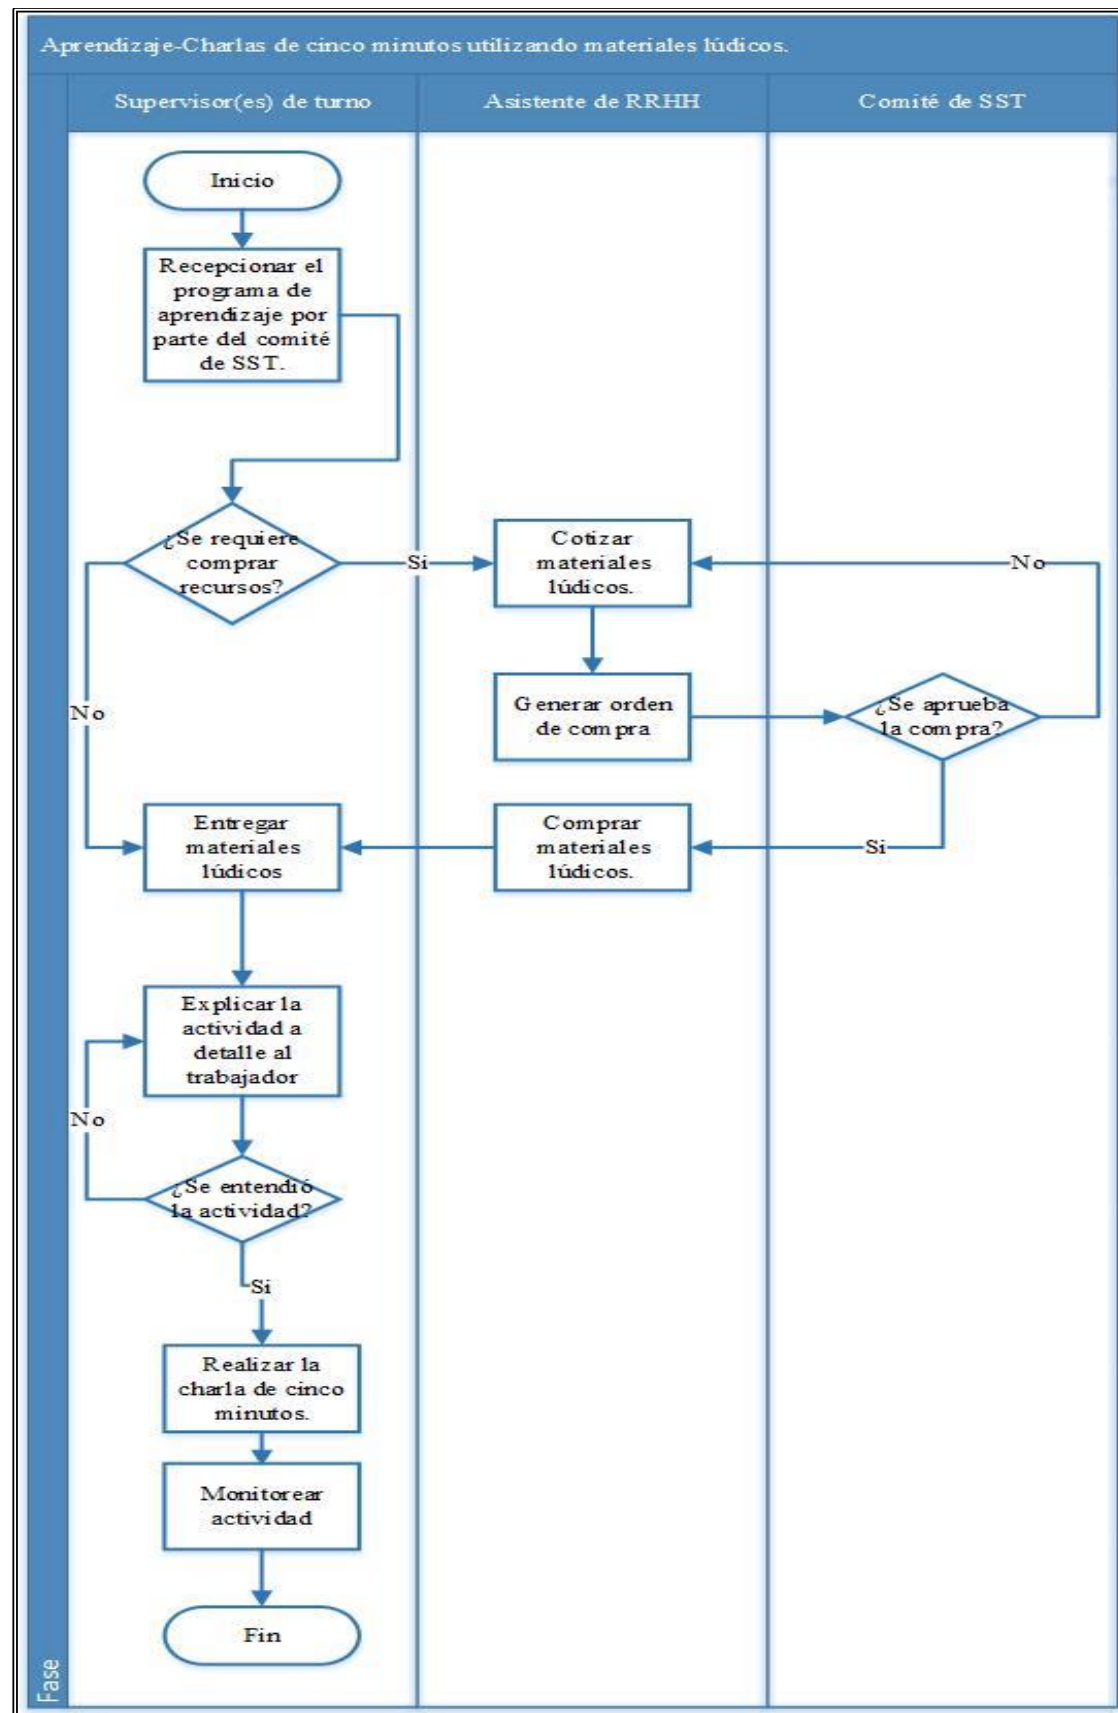 Aprendizaje-Charlas de cinco minutos utilizando materiales lúdicos.
Supervisor(es) de turno
Asistente de RRHH
Comité de SST
Inicio
Recepcionar el
programa de
aprendizaje por
parte del comité
de SST.
¿Se requiere
comprar
recursos?
Si
Cotizar
materiales
lúdicos.
No
No
Generar orden
de compra
¿Se aprueba
la compra?
Entregar
materiales
lúdicos
Comprar
materiales
lúdicos.
Si
Explicar la
actividad a
detalle al
trabajador
No
¿Se entendió
la actividad?
Si
Realizar la
charla de cinco
minutos.
Monitorear
actividad
Fin
Fase